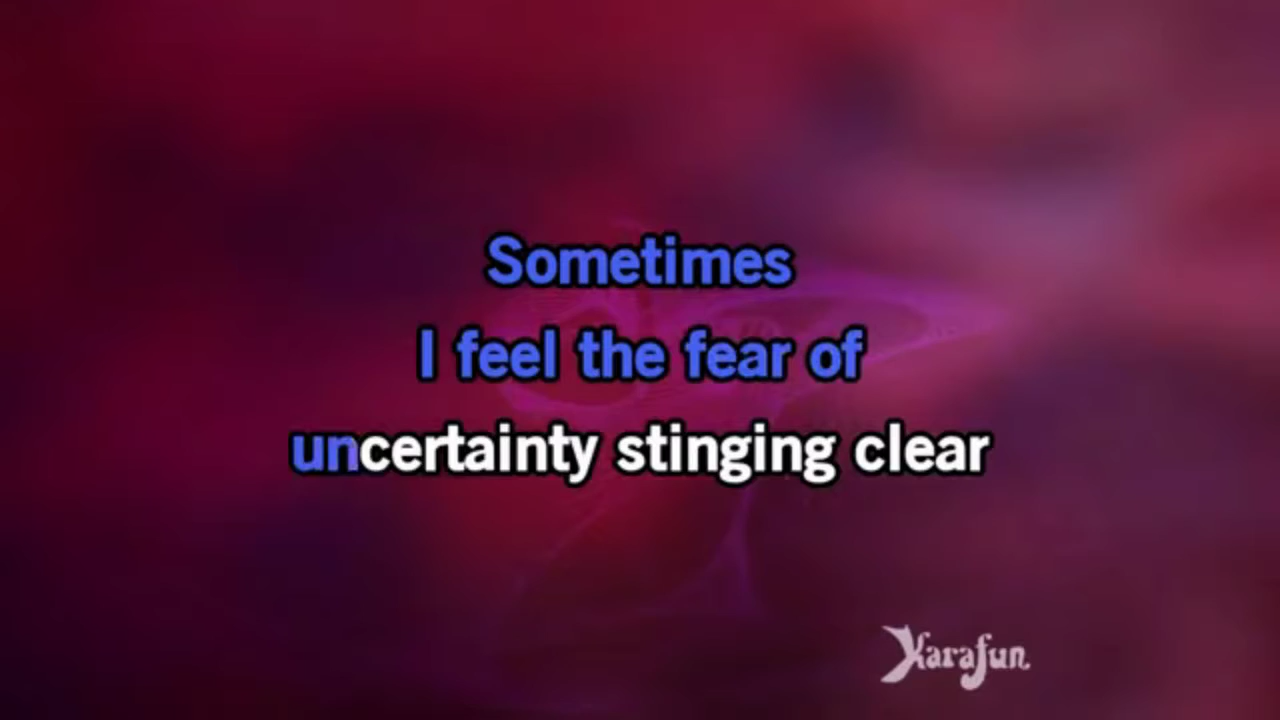 Sometimes
I feel the fear of
uncertainty stinging clear
Karafun